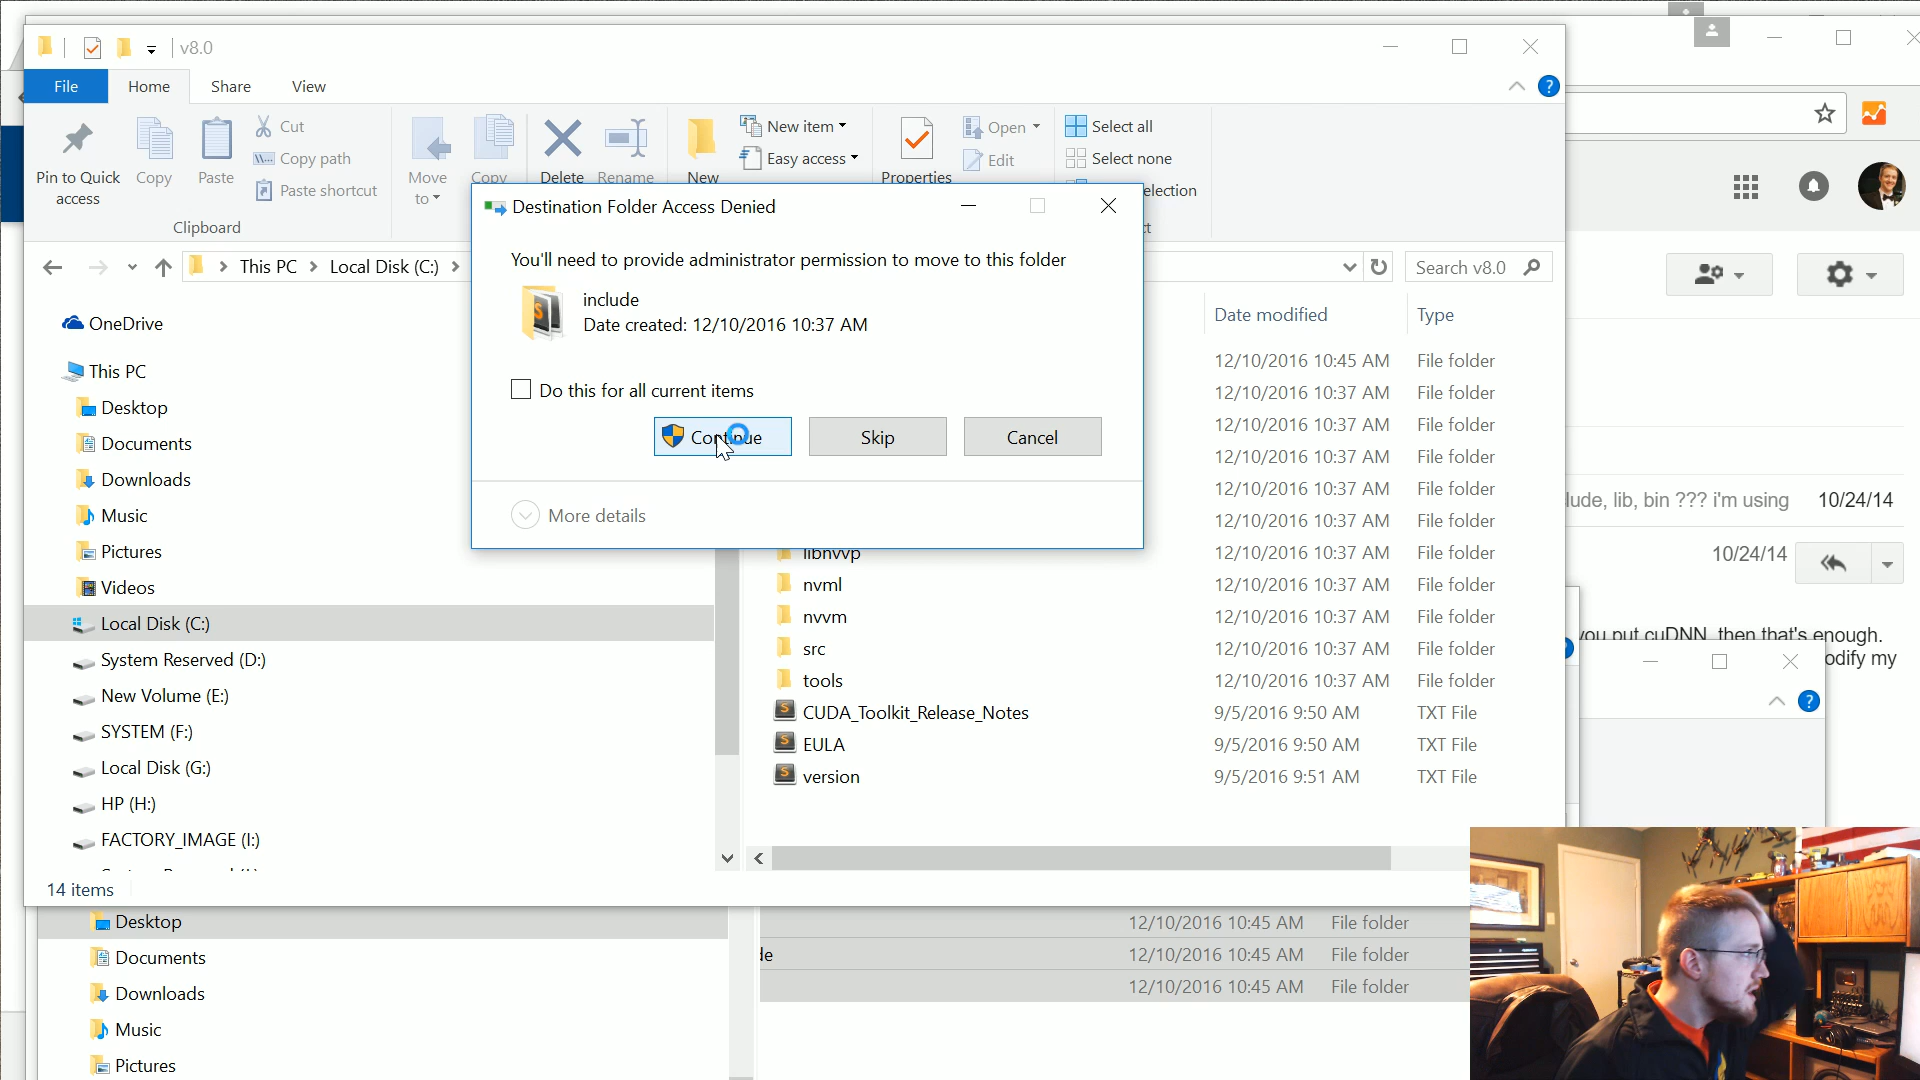 v8.0
File
Home
Share
View
Pin to Quick access
Copy
Paste
Cut
Copy path
Paste shortcut
Clipboard
Move to
Copy
Delete
Rename
New
New item
Easy access
Properties
Open
Edit
Select all
Select none
election
This PC
Local Disk (C:)
Search v8.0
Destination Folder Access Denied
You'll need to provide administrator permission to move to this folder
include
Date created: 12/10/2016 10:37 AM
Do this for all current items
Continue
Skip
Cancel
More details
OneDrive
This PC
Desktop
Documents
Downloads
Music
Pictures
Videos
Local Disk (C:)
System Reserved (D:)
New Volume (E:)
SYSTEM (F:)
Local Disk (G:)
HP (H:)
FACTORY_IMAGE (I:)
14 items
Date modified Type
12/10/2016 10:45 AM File folder
12/10/2016 10:37 AM File folder
12/10/2016 10:37 AM File folder
12/10/2016 10:37 AM File folder
12/10/2016 10:37 AM File folder
12/10/2016 10:37 AM File folder
libnvvp 12/10/2016 10:37 AM File folder
nvml 12/10/2016 10:37 AM File folder
nvvm 12/10/2016 10:37 AM File folder
src 12/10/2016 10:37 AM File folder
tools 12/10/2016 10:37 AM File folder
CUDA_Toolkit_Release_Notes 9/5/2016 9:50 AM TXT File
EULA 9/5/2016 9:50 AM TXT File
version 9/5/2016 9:51 AM TXT File
lude, lib, bin ??? i'm using 10/24/14
10/24/14
you put cuDNN, then that's enough.
odify my
Desktop
Documents
Downloads
Music
Pictures
12/10/2016 10:45 AM File folder
de 12/10/2016 10:45 AM File folder
12/10/2016 10:45 AM File folder